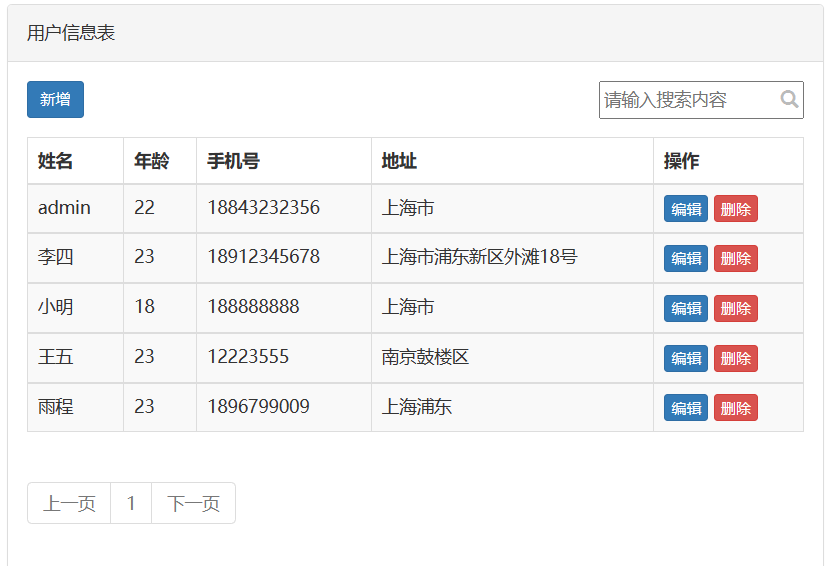 用户信息表
新增 请输入搜索内容
姓名 年龄 手机号 地址 操作
admin 22 18843232356 上海市 编辑 删除
李四 23 18912345678 上海市浦东新区外滩18号 编辑 删除
小明 18 188888888 上海市 编辑 删除
王五 23 12223555 南京鼓楼区 编辑 删除
雨程 23 1896799009 上海浦东 编辑 删除
上一页 1 下一页